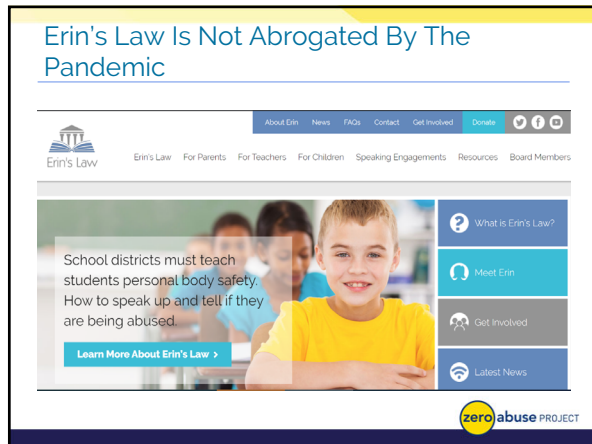 Erin's Law Is Not Abrogated By The
Pandemic
About Erin News FAQs Contact Get Involved Donate
Erin's Law
Erin's Law For Parents For Teachers For Children Speaking Engagements Resources Board Members
School districts must teach
students personal body safety.
How to speak up and tell if they
are being abused.
Learn More About Erin's Law >
What is Erin's Law?
Meet Erin
Get Involved
Latest News
zero abuse PROJECT